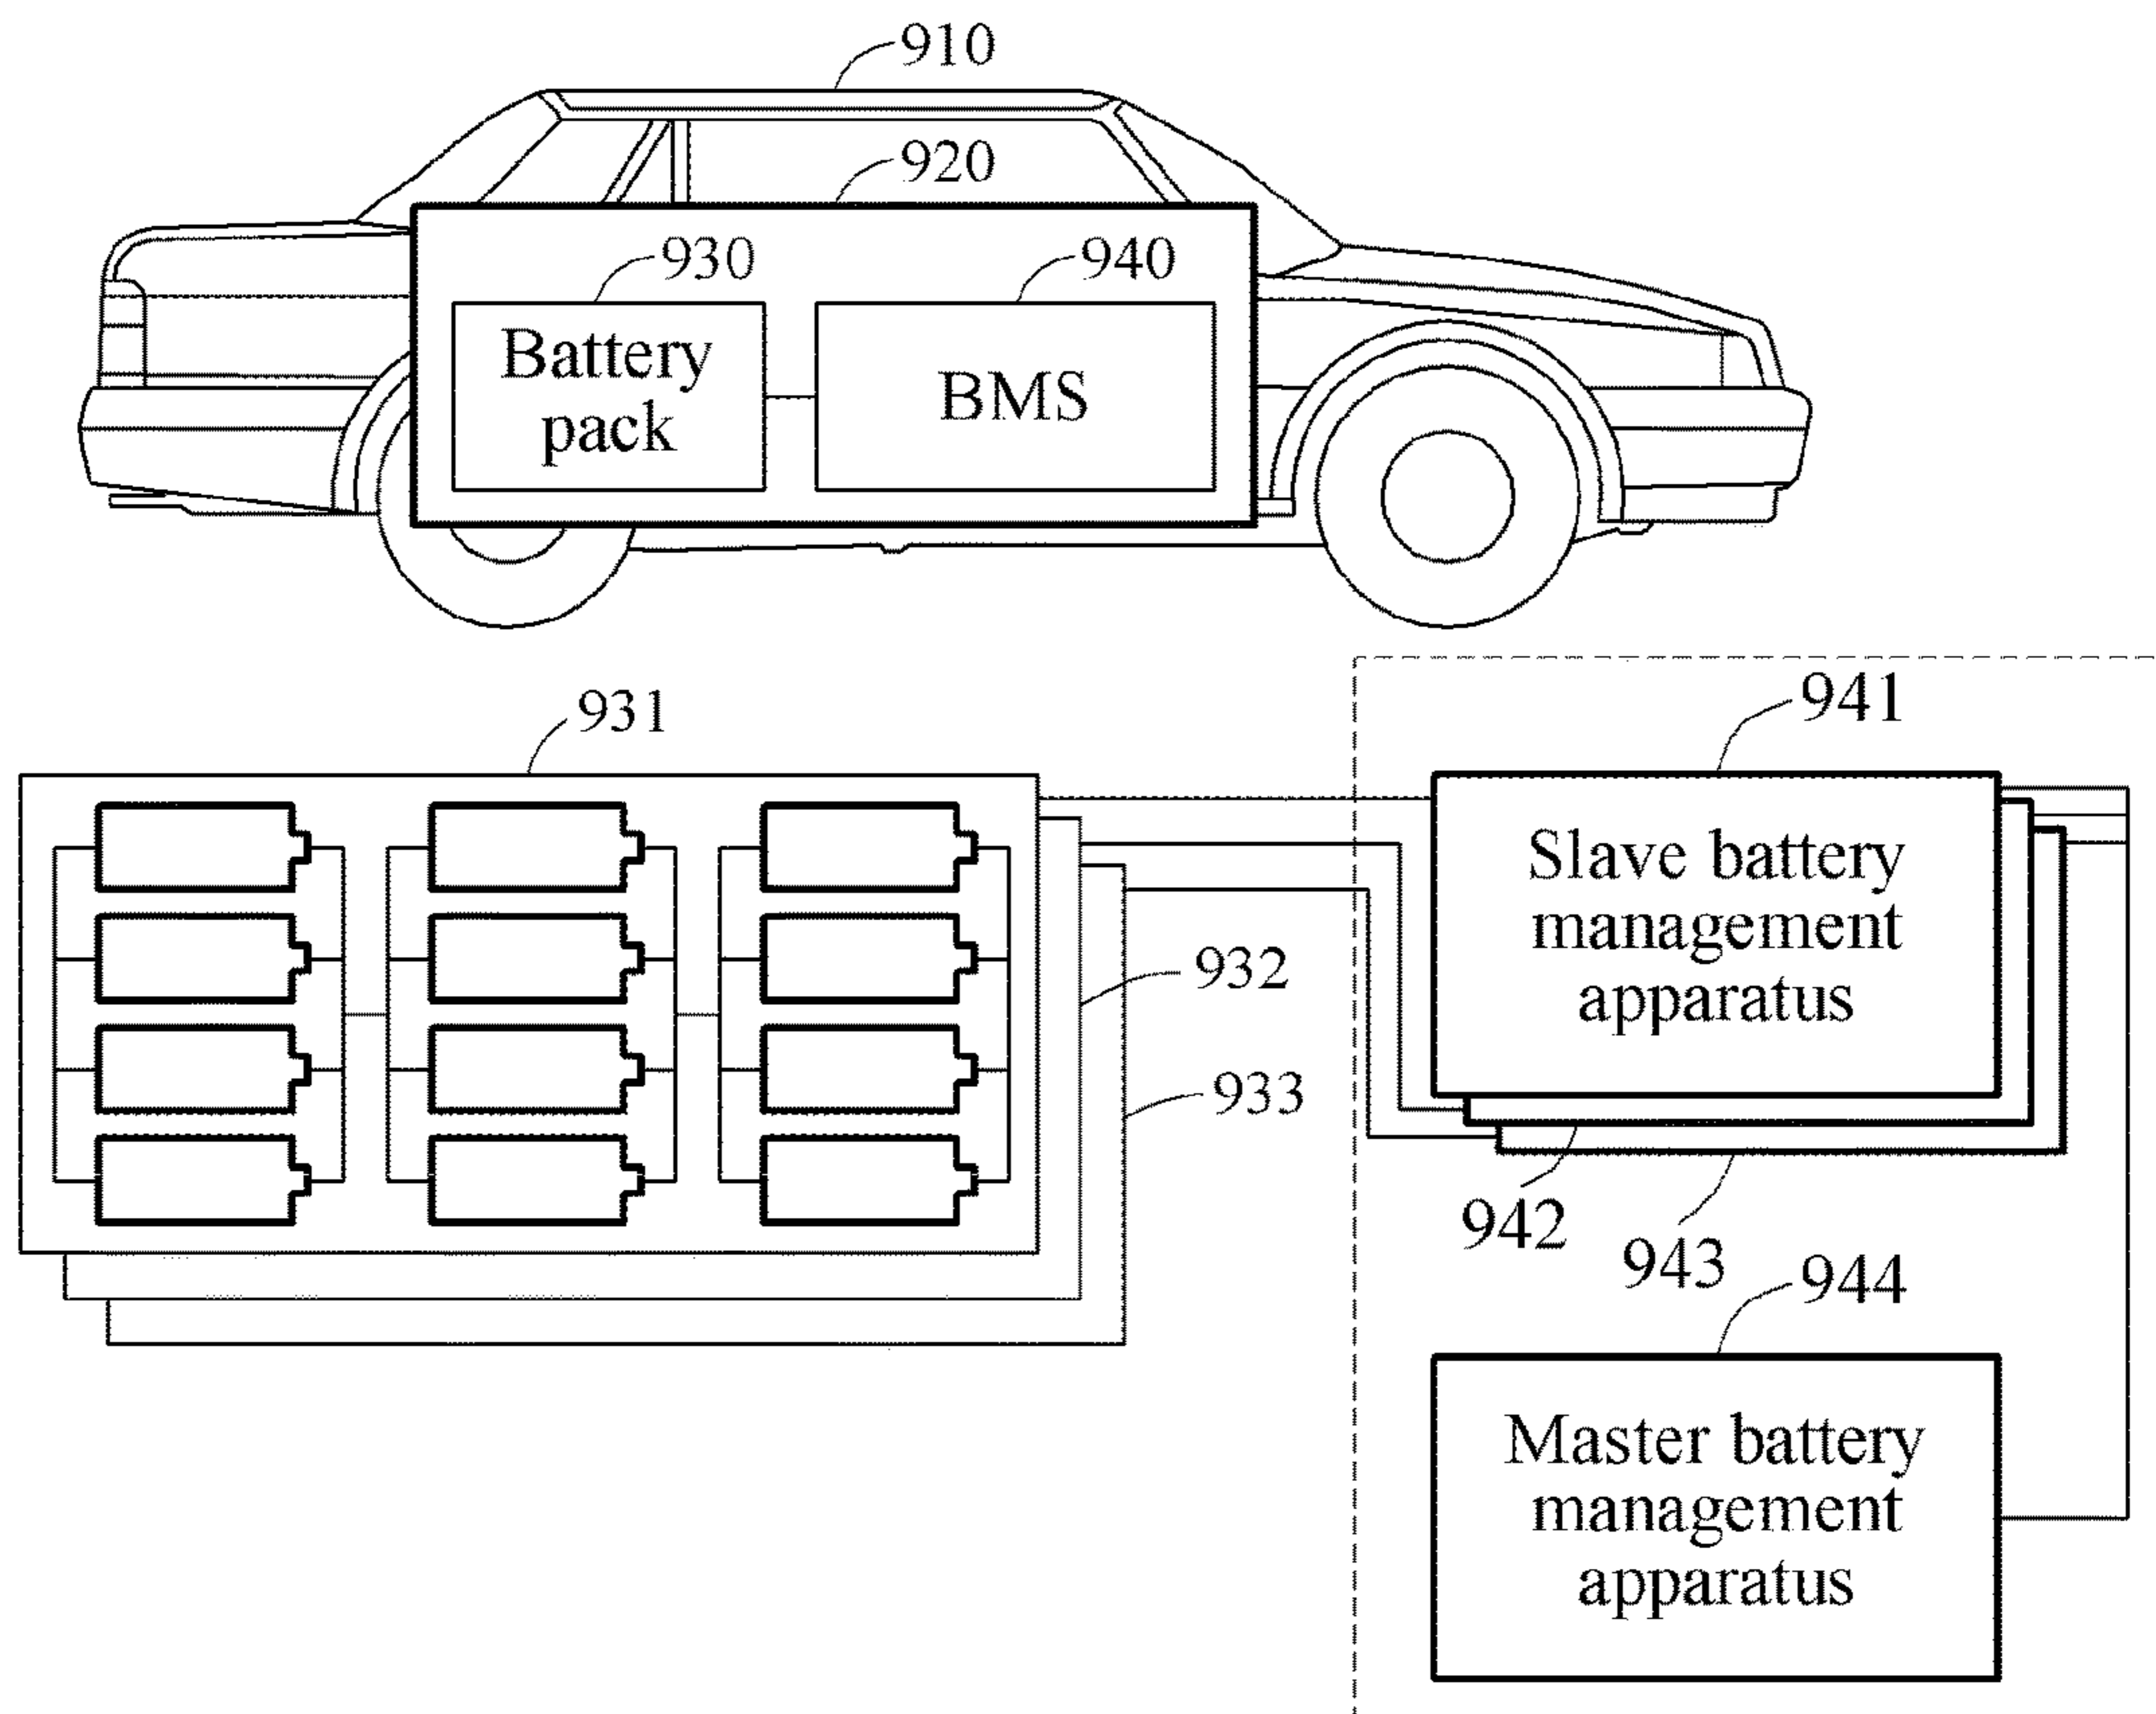 910
920
930
940
Battery
pack
BMS
931
941
Slave battery
management
apparatus
932
933
942
943
944
Master battery
management
apparatus